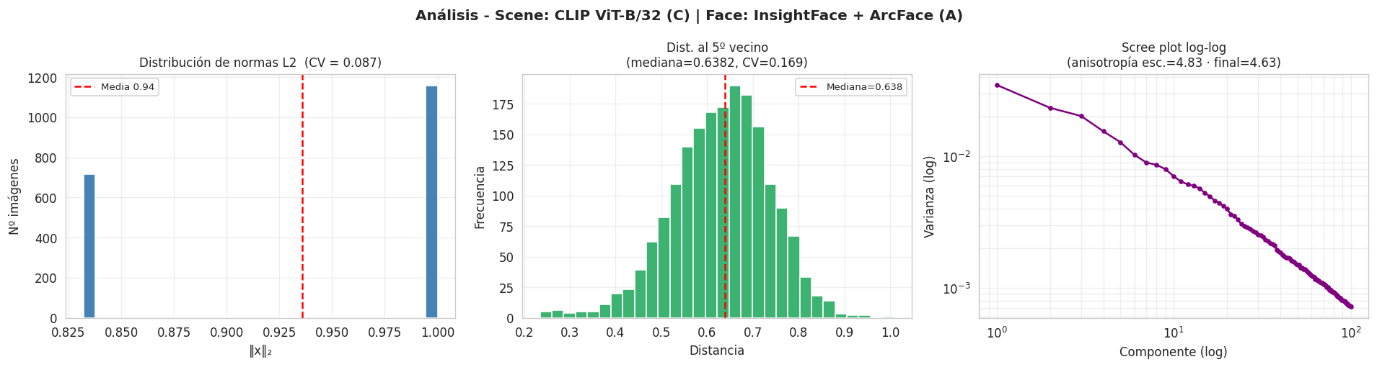 Análisis - Scene: CLIP ViT-B/32 (C) | Face: InsightFace + ArcFace (A)
Distribución de normas L2  (CV = 0.087)
Media 0.94
Nº imágenes
1200
1000
800
600
400
200
0
0.825
0.850
0.875
0.900
0.925
0.950
0.975
1.000
‖x‖₂
Dist. al 5º vecino
(mediana=0.6382, CV=0.169)
Mediana=0.638
Frecuencia
175
150
125
100
75
50
25
0
0.2
0.3
0.4
0.5
0.6
0.7
0.8
0.9
1.0
Distancia
Scree plot log-log
(anisotropía esc.=4.83 · final=4.63)
Varianza (log)
10⁻²
10⁻³
10⁰
10¹
10²
Componente (log)